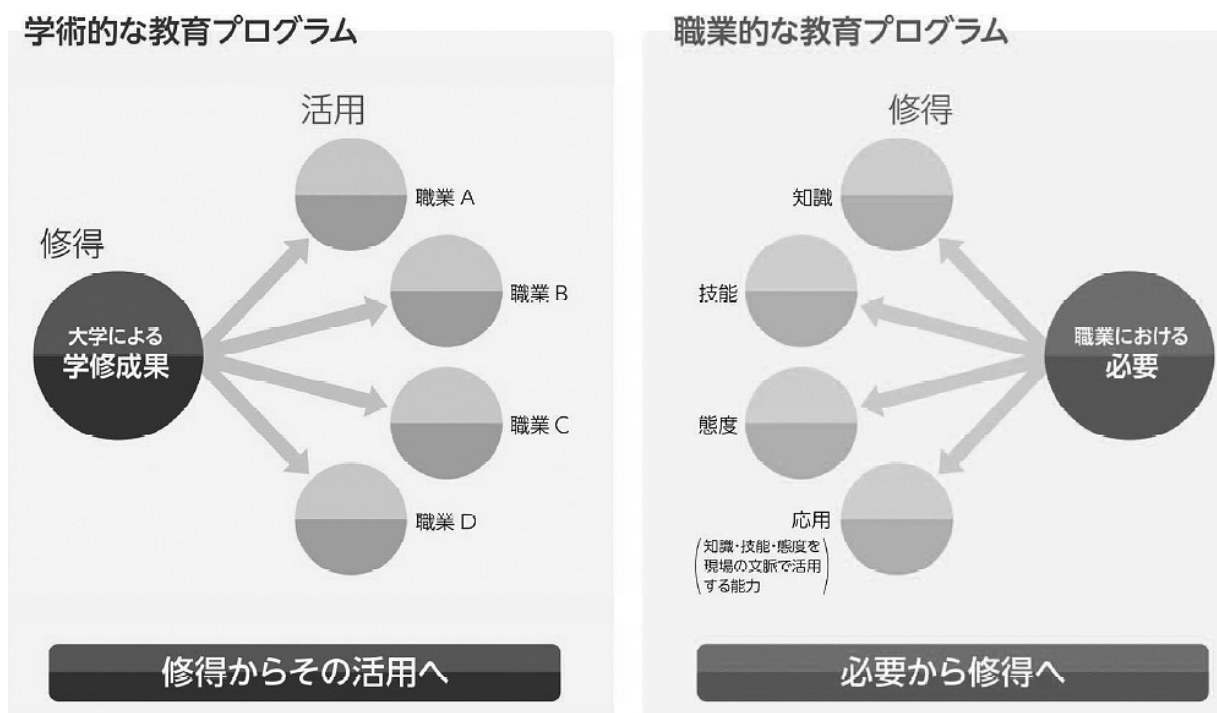 学術的な教育プログラム
活用
職業 A
修得
職業 B
大学による
学修成果
職業 C
職業 D
修得からその活用へ
職業的な教育プログラム
修得
知識
技能
職業における
必要
態度
応用
(知識・技能・態度を
現場の文脈で活用
する能力)
必要から修得へ